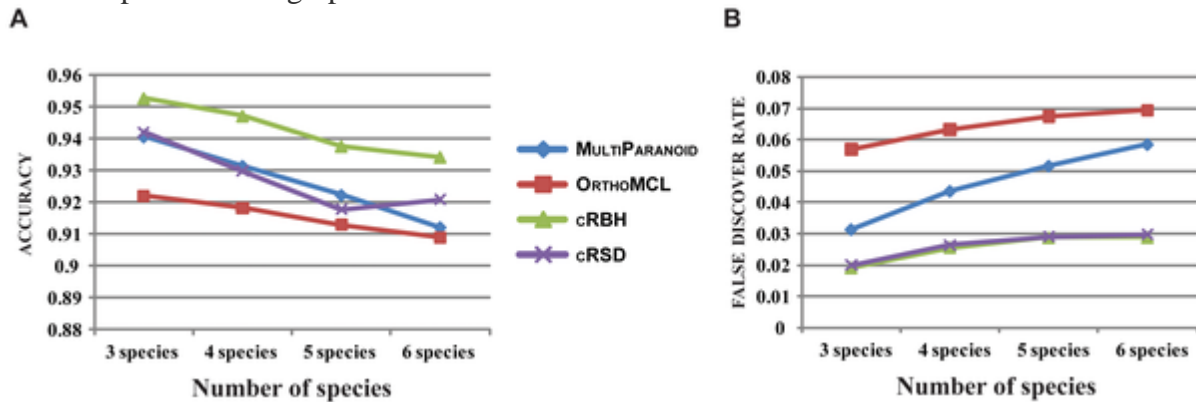 A
B
0.96
0.95
0.94
0.93
0.92
0.91
0.9
0.89
0.88
ACCURACY
3 species 4 species 5 species 6 species
Number of species
MULTIPARANOID
ORTHOMCL
CRBH
CRSD
0.08
0.07
0.06
0.05
0.04
0.03
0.02
0.01
0
FALSE DISCOVER RATE
3 species 4 species 5 species 6 species
Number of species